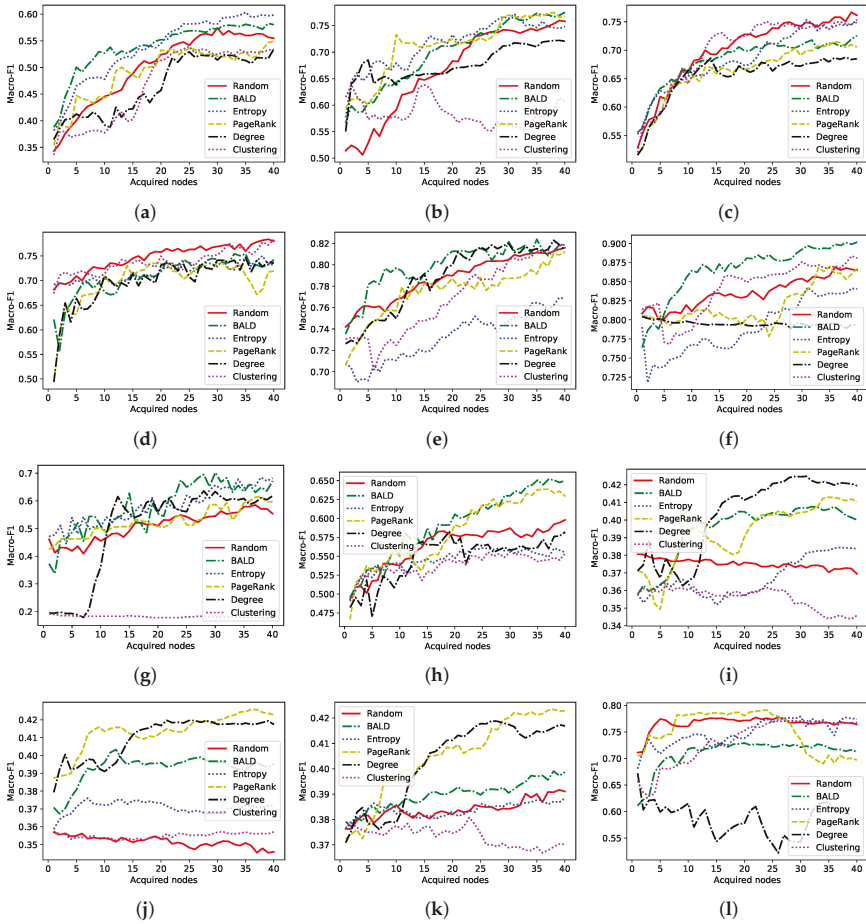 0.60
0.55
0.50
0.45
0.40
0.35
Macro-F1
0 5 10 15 20 25 30 35 40
Acquired nodes
Random
BALD
Entropy
PageRank
Degree
Clustering
(a)
0.75
0.70
0.65
0.60
0.55
0.50
Macro-F1
0 5 10 15 20 25 30 35 40
Acquired nodes
Random
BALD
Entropy
PageRank
Degree
Clustering
(b)
0.75
0.70
0.65
0.60
0.55
Macro-F1
0 5 10 15 20 25 30 35 40
Acquired nodes
Random
BALD
Entropy
PageRank
Degree
Clustering
(c)
0.75
0.70
0.65
0.60
0.55
0.50
Macro-F1
0 5 10 15 20 25 30 35 40
Acquired nodes
Random
BALD
Entropy
PageRank
Degree
Clustering
(d)
0.82
0.80
0.78
0.76
0.74
0.72
0.70
Macro-F1
0 5 10 15 20 25 30 35 40
Acquired nodes
Random
BALD
Entropy
PageRank
Degree
Clustering
(e)
0.900
0.875
0.850
0.825
0.800
0.775
0.750
0.725
Macro-F1
0 5 10 15 20 25 30 35 40
Acquired nodes
Random
BALD
Entropy
PageRank
Degree
Clustering
(f)
0.7
0.6
0.5
0.4
0.3
0.2
Macro-F1
0 5 10 15 20 25 30 35 40
Acquired nodes
Random
BALD
Entropy
PageRank
Degree
Clustering
(g)
0.650
0.625
0.600
0.575
0.550
0.525
0.500
0.475
Macro-F1
0 5 10 15 20 25 30 35 40
Acquired nodes
Random
BALD
Entropy
PageRank
Degree
Clustering
(h)
0.42
0.41
0.40
0.39
0.38
0.37
0.36
0.35
0.34
Macro-F1
0 5 10 15 20 25 30 35 40
Acquired nodes
Random
BALD
Entropy
PageRank
Degree
Clustering
(i)
0.42
0.41
0.40
0.39
0.38
0.37
0.36
0.35
Macro-F1
0 5 10 15 20 25 30 35 40
Acquired nodes
Random
BALD
Entropy
PageRank
Degree
Clustering
(j)
0.42
0.41
0.40
0.39
0.38
0.37
Macro-F1
0 5 10 15 20 25 30 35 40
Acquired nodes
Random
BALD
Entropy
PageRank
Degree
Clustering
(k)
0.80
0.75
0.70
0.65
0.60
0.55
Macro-F1
0 5 10 15 20 25 30 35 40
Acquired nodes
Random
BALD
Entropy
PageRank
Degree
Clustering
(l)